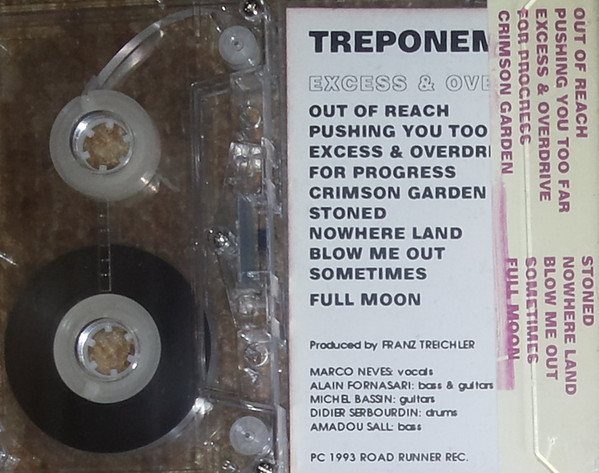 TREPONEM
EXCESS & OVE
OUT OF REACH
PUSHING YOU TOO
EXCESS & OVERDRI
FOR PROGRESS
CRIMSON GARDEN
STONED
NOWHERE LAND
BLOW ME OUT
SOMETIMES
FULL MOON
Produced by FRANZ TREICHLER
MARCO NEVES: vocals
ALAIN FORNASARI: bass & guitars
MICHEL BASSIN: guitars
DIDIER SERBOURDIN: drums
AMADOU SALL: bass
PC 1993 ROAD RUNNER REC.
OUT OF REACH
PUSHING YOU TOO FAR
EXCESS & OVERDRIVE
FOR PROGRESS
CRIMSON GARDEN
STONED
NOWHERE LAND
BLOW ME OUT
SOMETIMES
FULL MOON